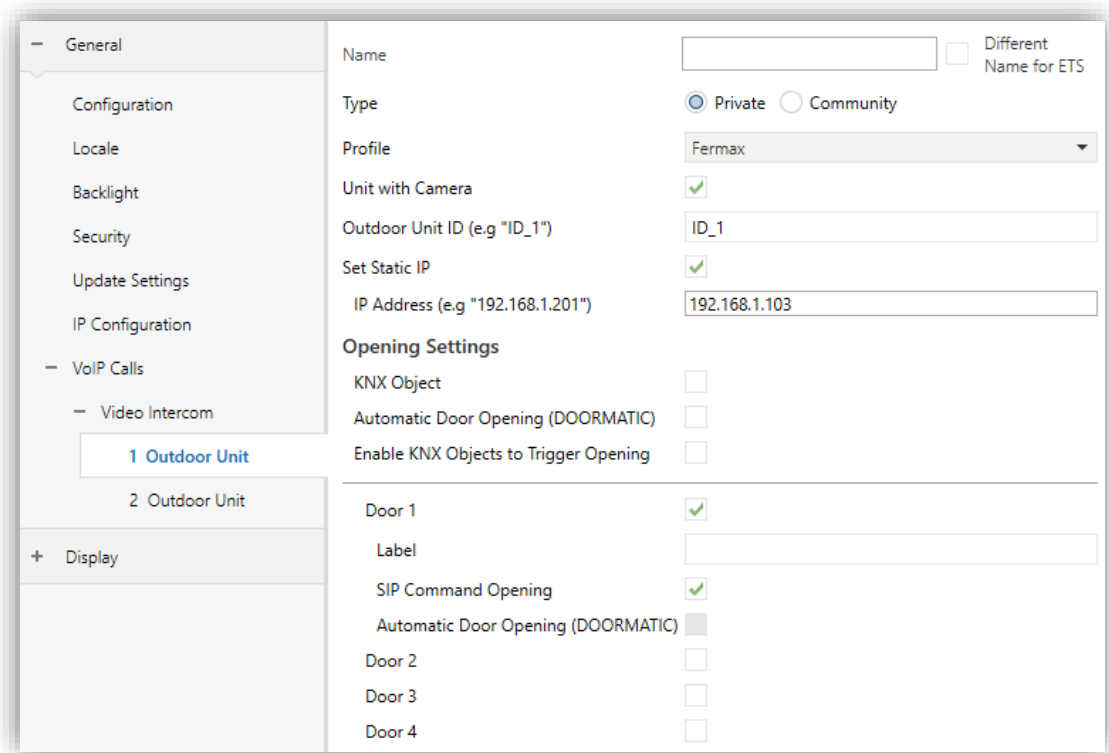 General
Configuration
Locale
Backlight
Security
Update Settings
IP Configuration
VoIP Calls
Video Intercom
1 Outdoor Unit
2 Outdoor Unit
Display
Name
Different
Name for ETS
Type
Private
Community
Profile
Fermax
Unit with Camera
Outdoor Unit ID (e.g "ID_1")
ID_1
Set Static IP
IP Address (e.g "192.168.1.201")
192.168.1.103
Opening Settings
KNX Object
Automatic Door Opening (DOORMATIC)
Enable KNX Objects to Trigger Opening
Door 1
Label
SIP Command Opening
Automatic Door Opening (DOORMATIC)
Door 2
Door 3
Door 4